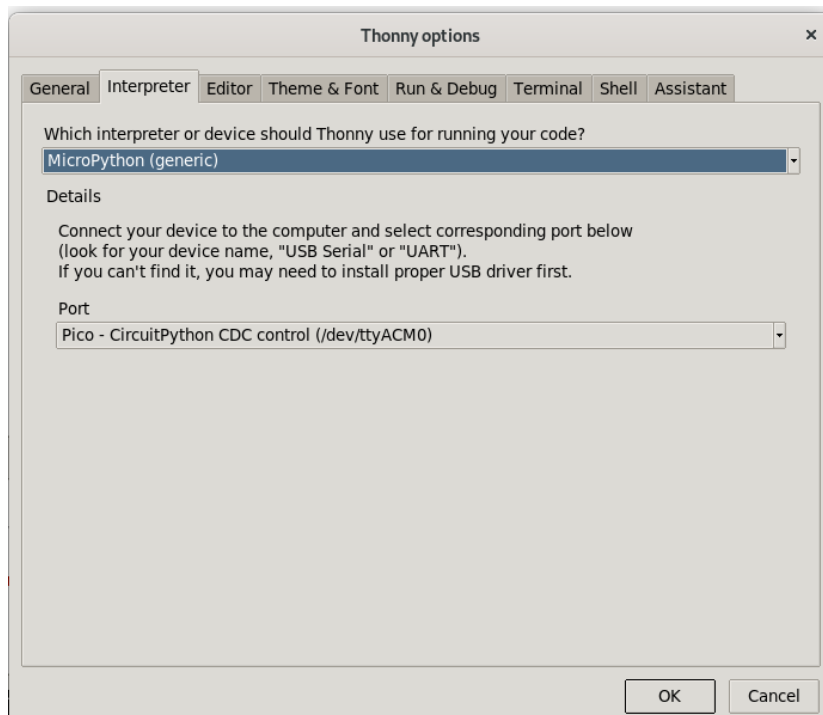 Thonny options
×
General Interpreter Editor Theme & Font Run & Debug Terminal Shell Assistant
Which interpreter or device should Thonny use for running your code?
MicroPython (generic)
Details
Connect your device to the computer and select corresponding port below
(look for your device name, "USB Serial" or "UART").
If you can't find it, you may need to install proper USB driver first.
Port
Pico - CircuitPython CDC control (/dev/ttyACM0)
OK Cancel